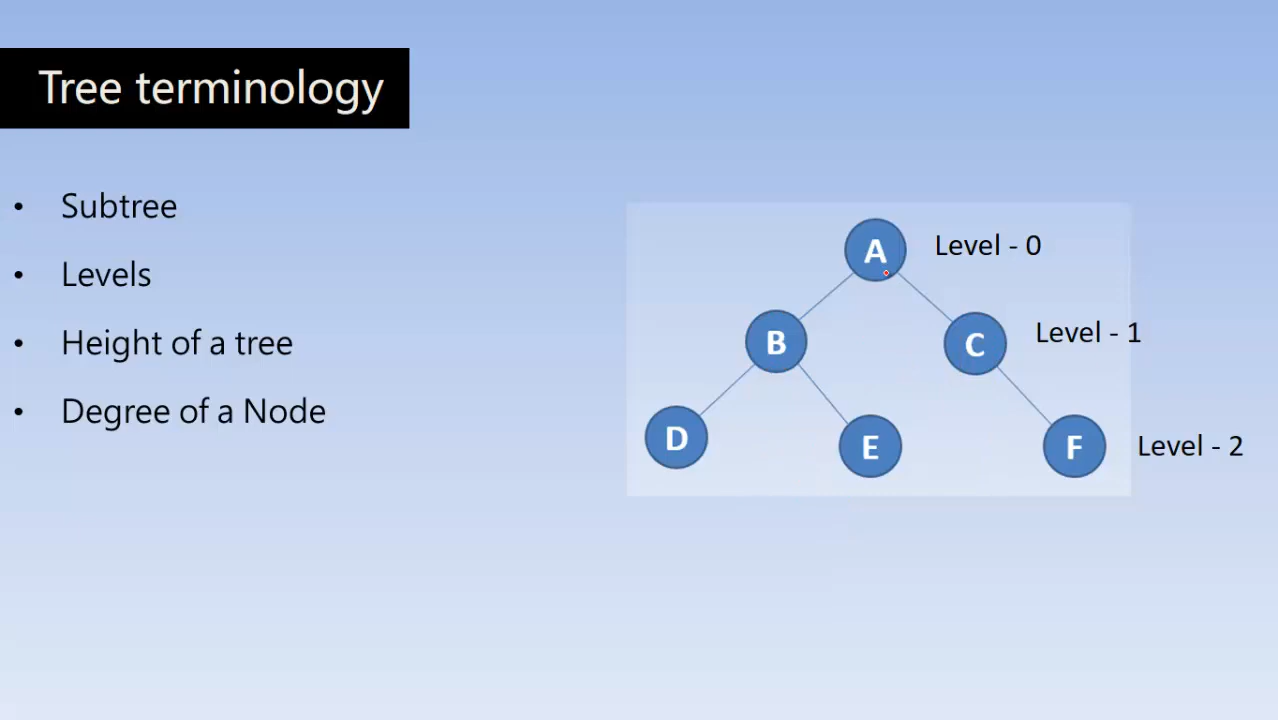 Tree terminology
• Subtree
• Levels
• Height of a tree
• Degree of a Node
A Level - 0
B C Level - 1
D E F Level - 2